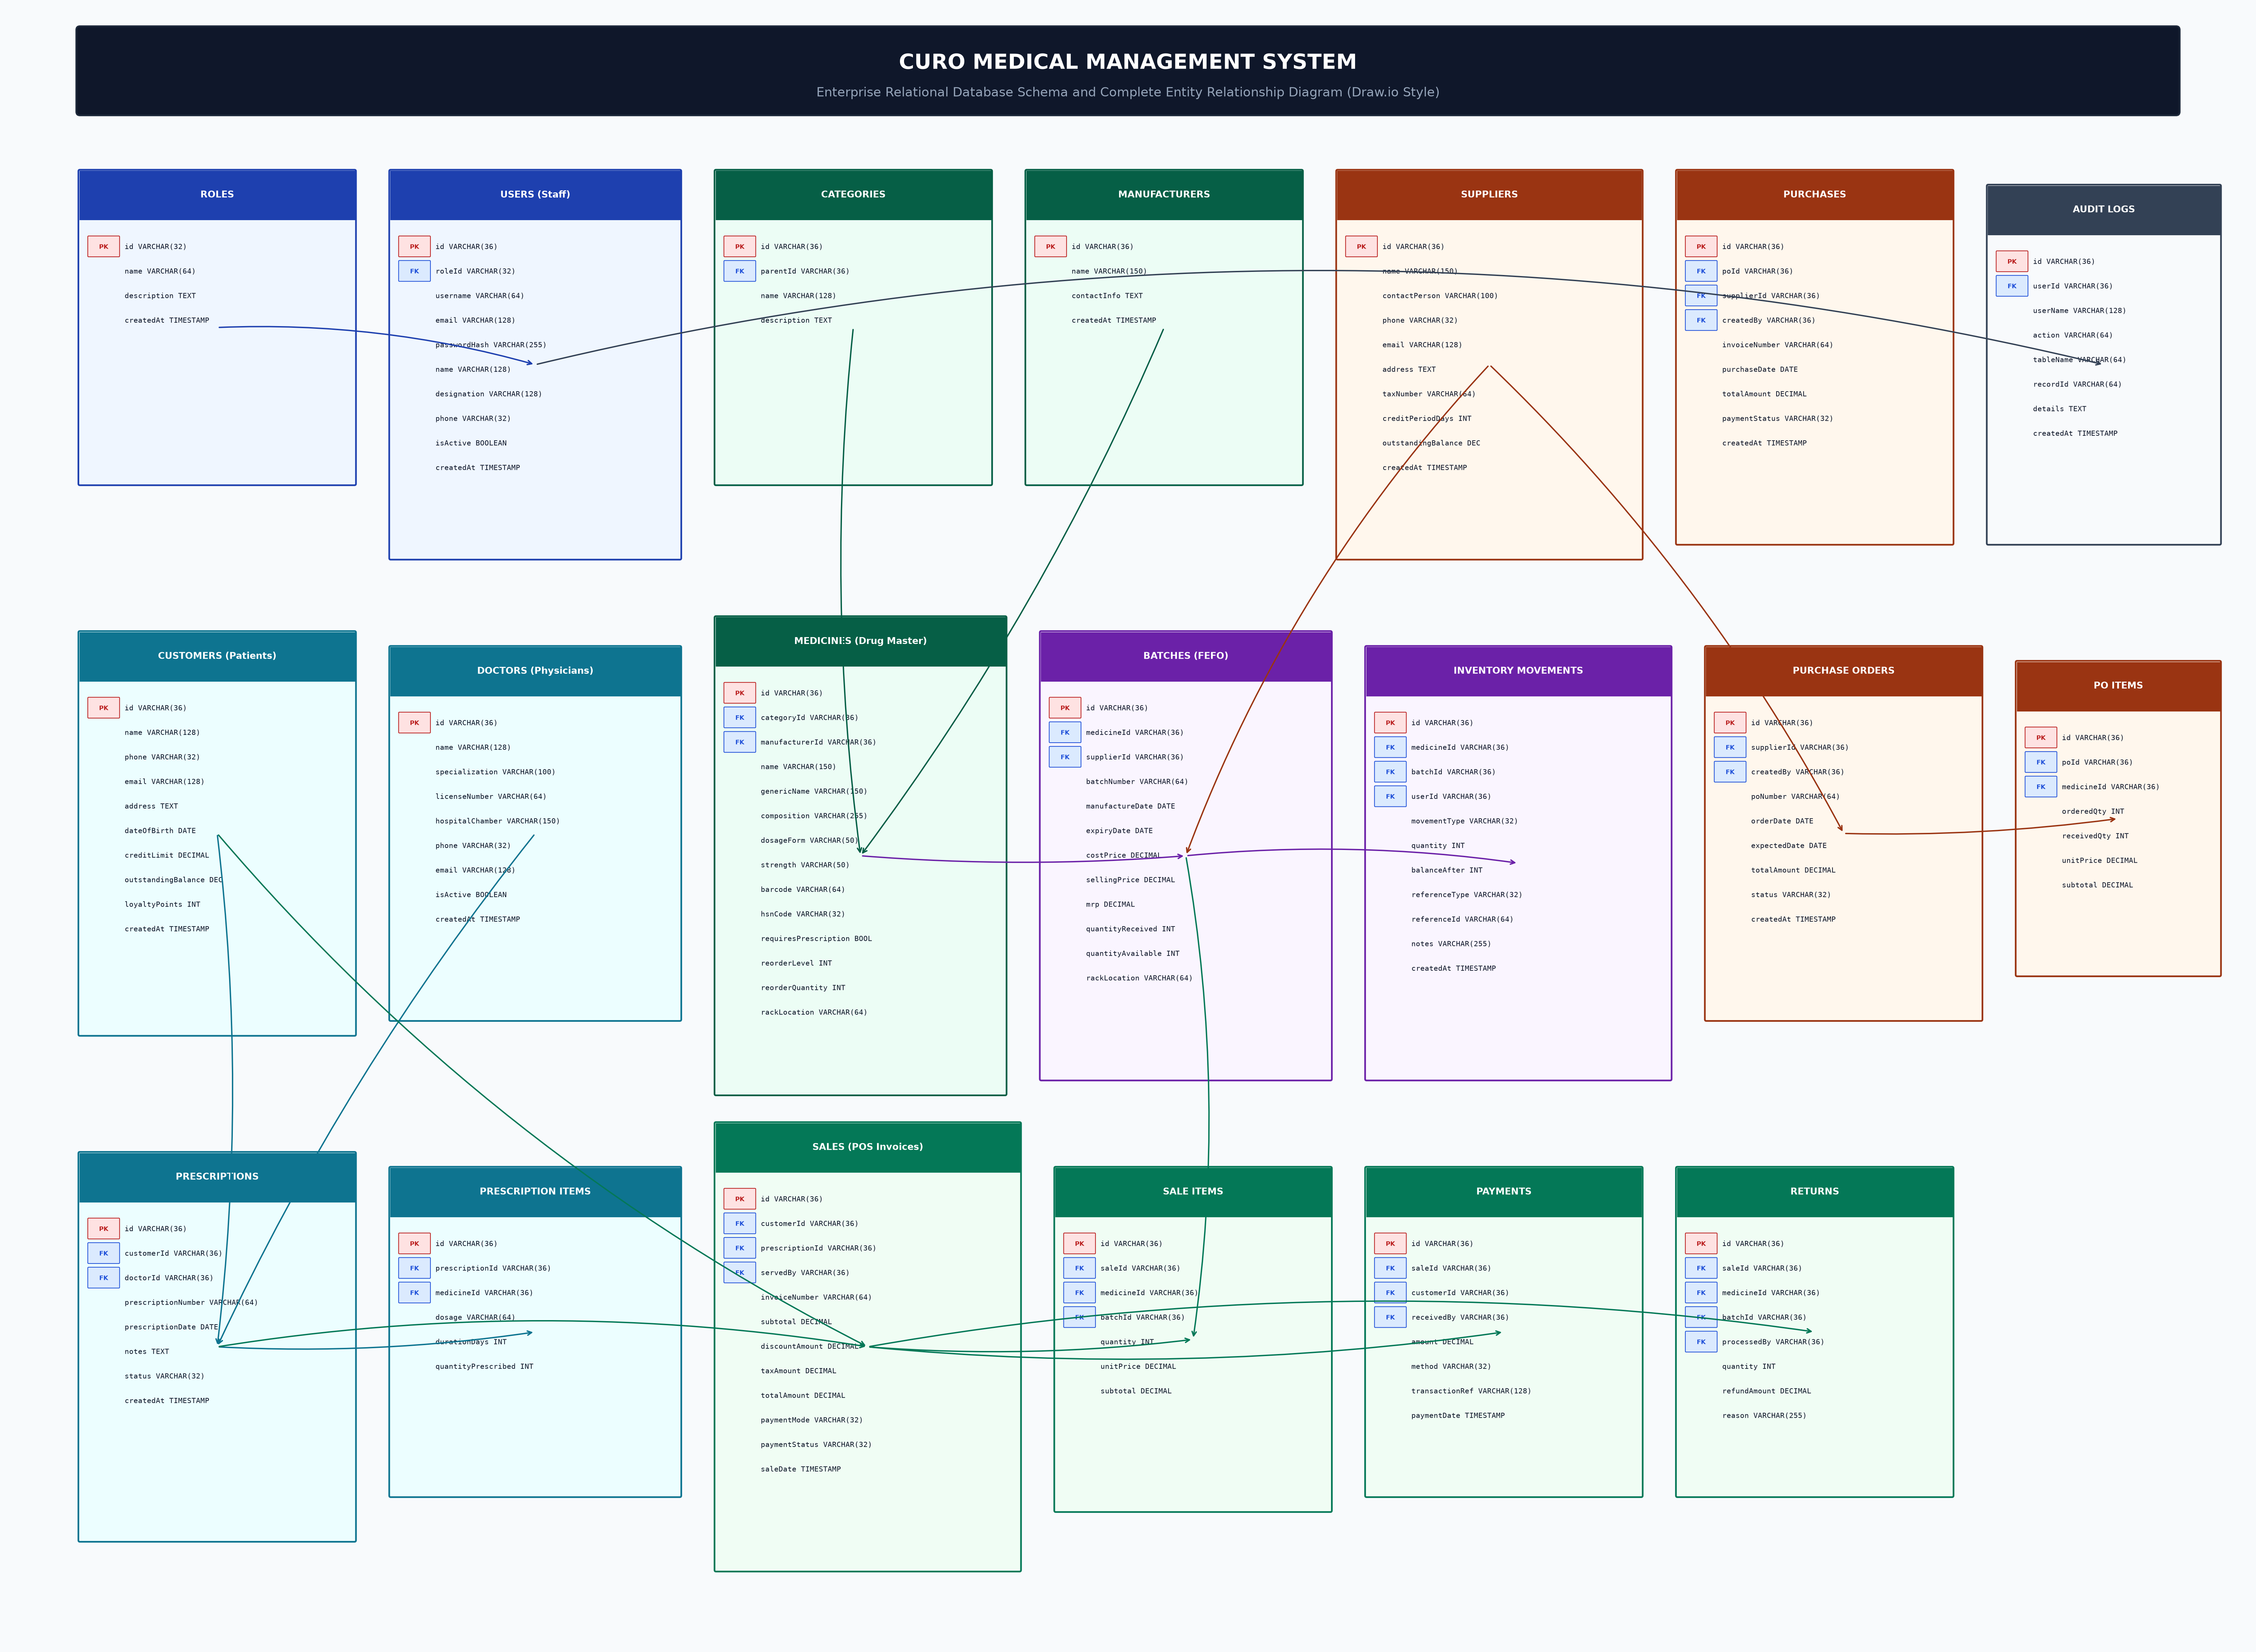 CURO MEDICAL MANAGEMENT SYSTEM
Enterprise Relational Database Schema and Complete Entity Relationship Diagram (Draw.io Style)
ROLES
PK id VARCHAR(32)
name VARCHAR(64)
description TEXT
createdAt TIMESTAMP
USERS (Staff)
PK id VARCHAR(36)
FK roleId VARCHAR(32)
username VARCHAR(64)
email VARCHAR(128)
passwordHash VARCHAR(255)
name VARCHAR(128)
designation VARCHAR(128)
phone VARCHAR(32)
isActive BOOLEAN
createdAt TIMESTAMP
CATEGORIES
PK id VARCHAR(36)
FK parentId VARCHAR(36)
name VARCHAR(128)
description TEXT
MANUFACTURERS
PK id VARCHAR(36)
name VARCHAR(150)
contactInfo TEXT
createdAt TIMESTAMP
SUPPLIERS
PK id VARCHAR(36)
name VARCHAR(150)
contactPerson VARCHAR(100)
phone VARCHAR(32)
email VARCHAR(128)
address TEXT
taxNumber VARCHAR(64)
creditPeriodDays INT
outstandingBalance DEC
createdAt TIMESTAMP
PURCHASES
PK id VARCHAR(36)
FK poId VARCHAR(36)
FK supplierId VARCHAR(36)
FK createdBy VARCHAR(36)
invoiceNumber VARCHAR(64)
purchaseDate DATE
totalAmount DECIMAL
paymentStatus VARCHAR(32)
createdAt TIMESTAMP
AUDIT LOGS
PK id VARCHAR(36)
FK userId VARCHAR(36)
userName VARCHAR(128)
action VARCHAR(64)
tableName VARCHAR(64)
recordId VARCHAR(64)
details TEXT
createdAt TIMESTAMP
CUSTOMERS (Patients)
PK id VARCHAR(36)
name VARCHAR(128)
phone VARCHAR(32)
email VARCHAR(128)
address TEXT
dateOfBirth DATE
creditLimit DECIMAL
outstandingBalance DEC
loyaltyPoints INT
createdAt TIMESTAMP
DOCTORS (Physicians)
PK id VARCHAR(36)
name VARCHAR(128)
specialization VARCHAR(100)
licenseNumber VARCHAR(64)
hospitalChamber VARCHAR(150)
phone VARCHAR(32)
email VARCHAR(128)
isActive BOOLEAN
createdAt TIMESTAMP
MEDICINES (Drug Master)
PK id VARCHAR(36)
FK categoryId VARCHAR(36)
FK manufacturerId VARCHAR(36)
name VARCHAR(150)
genericName VARCHAR(150)
composition VARCHAR(255)
dosageForm VARCHAR(50)
strength VARCHAR(50)
barcode VARCHAR(64)
hsnCode VARCHAR(32)
requiresPrescription BOOL
reorderLevel INT
reorderQuantity INT
rackLocation VARCHAR(64)
BATCHES (FEFO)
PK id VARCHAR(36)
FK medicineId VARCHAR(36)
FK supplierId VARCHAR(36)
batchNumber VARCHAR(64)
manufactureDate DATE
expiryDate DATE
costPrice DECIMAL
sellingPrice DECIMAL
mrp DECIMAL
quantityReceived INT
quantityAvailable INT
rackLocation VARCHAR(64)
INVENTORY MOVEMENTS
PK id VARCHAR(36)
FK medicineId VARCHAR(36)
FK batchId VARCHAR(36)
FK userId VARCHAR(36)
movementType VARCHAR(32)
quantity INT
balanceAfter INT
referenceType VARCHAR(32)
referenceId VARCHAR(64)
notes VARCHAR(255)
createdAt TIMESTAMP
PURCHASE ORDERS
PK id VARCHAR(36)
FK supplierId VARCHAR(36)
FK createdBy VARCHAR(36)
poNumber VARCHAR(64)
orderDate DATE
expectedDate DATE
totalAmount DECIMAL
status VARCHAR(32)
createdAt TIMESTAMP
PO ITEMS
PK id VARCHAR(36)
FK poId VARCHAR(36)
FK medicineId VARCHAR(36)
orderedQty INT
receivedQty INT
unitPrice DECIMAL
subtotal DECIMAL
PRESCRIPTIONS
PK id VARCHAR(36)
FK customerId VARCHAR(36)
FK doctorId VARCHAR(36)
prescriptionNumber VARCHAR(64)
prescriptionDate DATE
notes TEXT
status VARCHAR(32)
createdAt TIMESTAMP
PRESCRIPTION ITEMS
PK id VARCHAR(36)
FK prescriptionId VARCHAR(36)
FK medicineId VARCHAR(36)
dosage VARCHAR(64)
durationDays INT
quantityPrescribed INT
SALES (POS Invoices)
PK id VARCHAR(36)
FK customerId VARCHAR(36)
FK prescriptionId VARCHAR(36)
FK servedBy VARCHAR(36)
invoiceNumber VARCHAR(64)
subtotal DECIMAL
discountAmount DECIMAL
taxAmount DECIMAL
totalAmount DECIMAL
paymentMode VARCHAR(32)
paymentStatus VARCHAR(32)
saleDate TIMESTAMP
SALE ITEMS
PK id VARCHAR(36)
FK saleId VARCHAR(36)
FK medicineId VARCHAR(36)
FK batchId VARCHAR(36)
quantity INT
unitPrice DECIMAL
subtotal DECIMAL
PAYMENTS
PK id VARCHAR(36)
FK saleId VARCHAR(36)
FK customerId VARCHAR(36)
FK receivedBy VARCHAR(36)
amount DECIMAL
method VARCHAR(32)
transactionRef VARCHAR(128)
paymentDate TIMESTAMP
RETURNS
PK id VARCHAR(36)
FK saleId VARCHAR(36)
FK medicineId VARCHAR(36)
FK batchId VARCHAR(36)
FK processedBy VARCHAR(36)
quantity INT
refundAmount DECIMAL
reason VARCHAR(255)